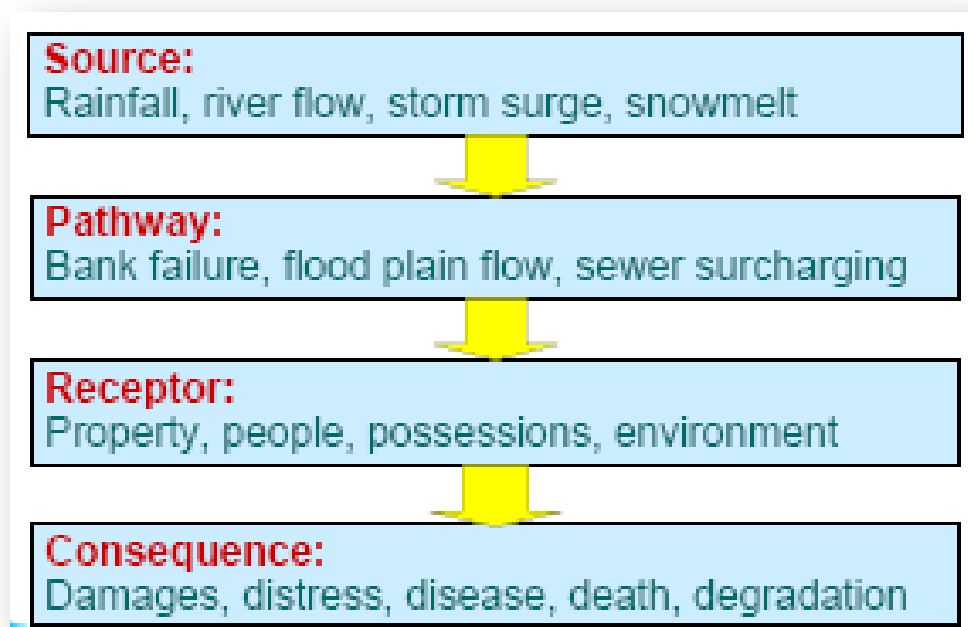 Source:
Rainfall, river flow, storm surge, snowmelt
Pathway:
Bank failure, flood plain flow, sewer surcharging
Receptor:
Property, people, possessions, environment
Consequence:
Damages, distress, disease, death, degradation